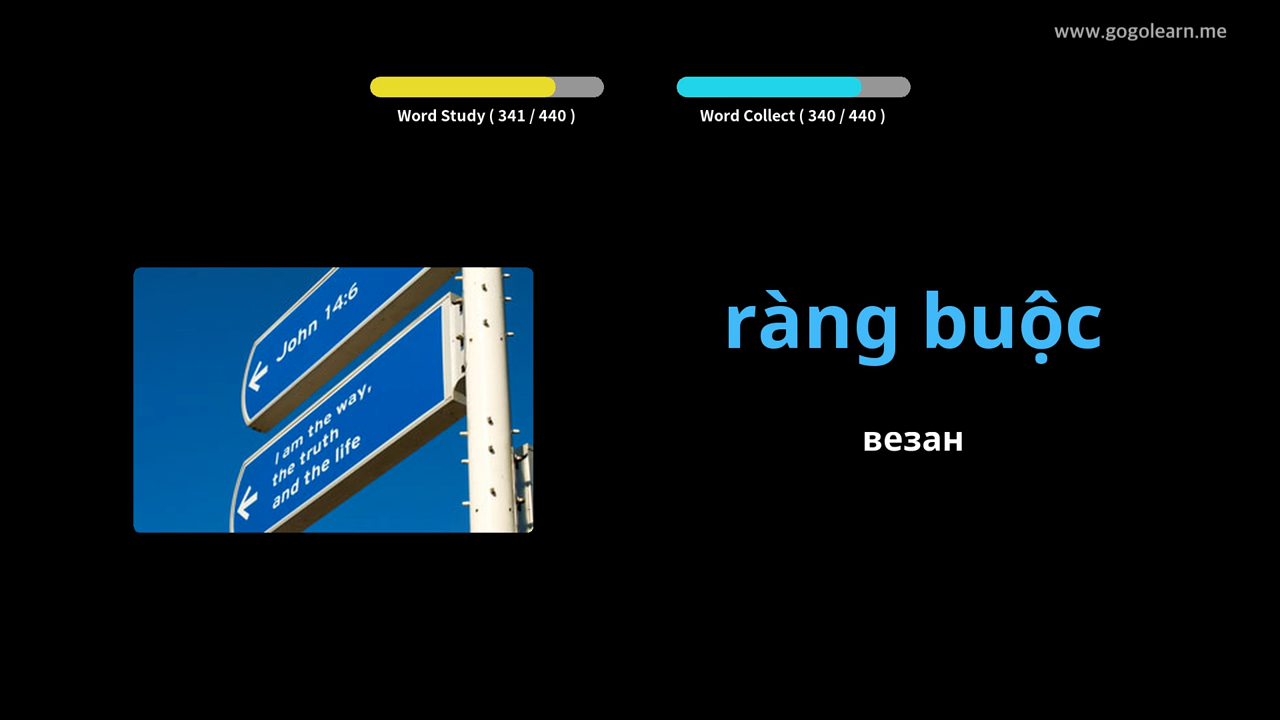 www.gogolearn.me
Word Study ( 341 / 440 )
Word Collect ( 340 / 440 )
John 14:6
I am the way,
the truth
and the life
ràng buộc
везан